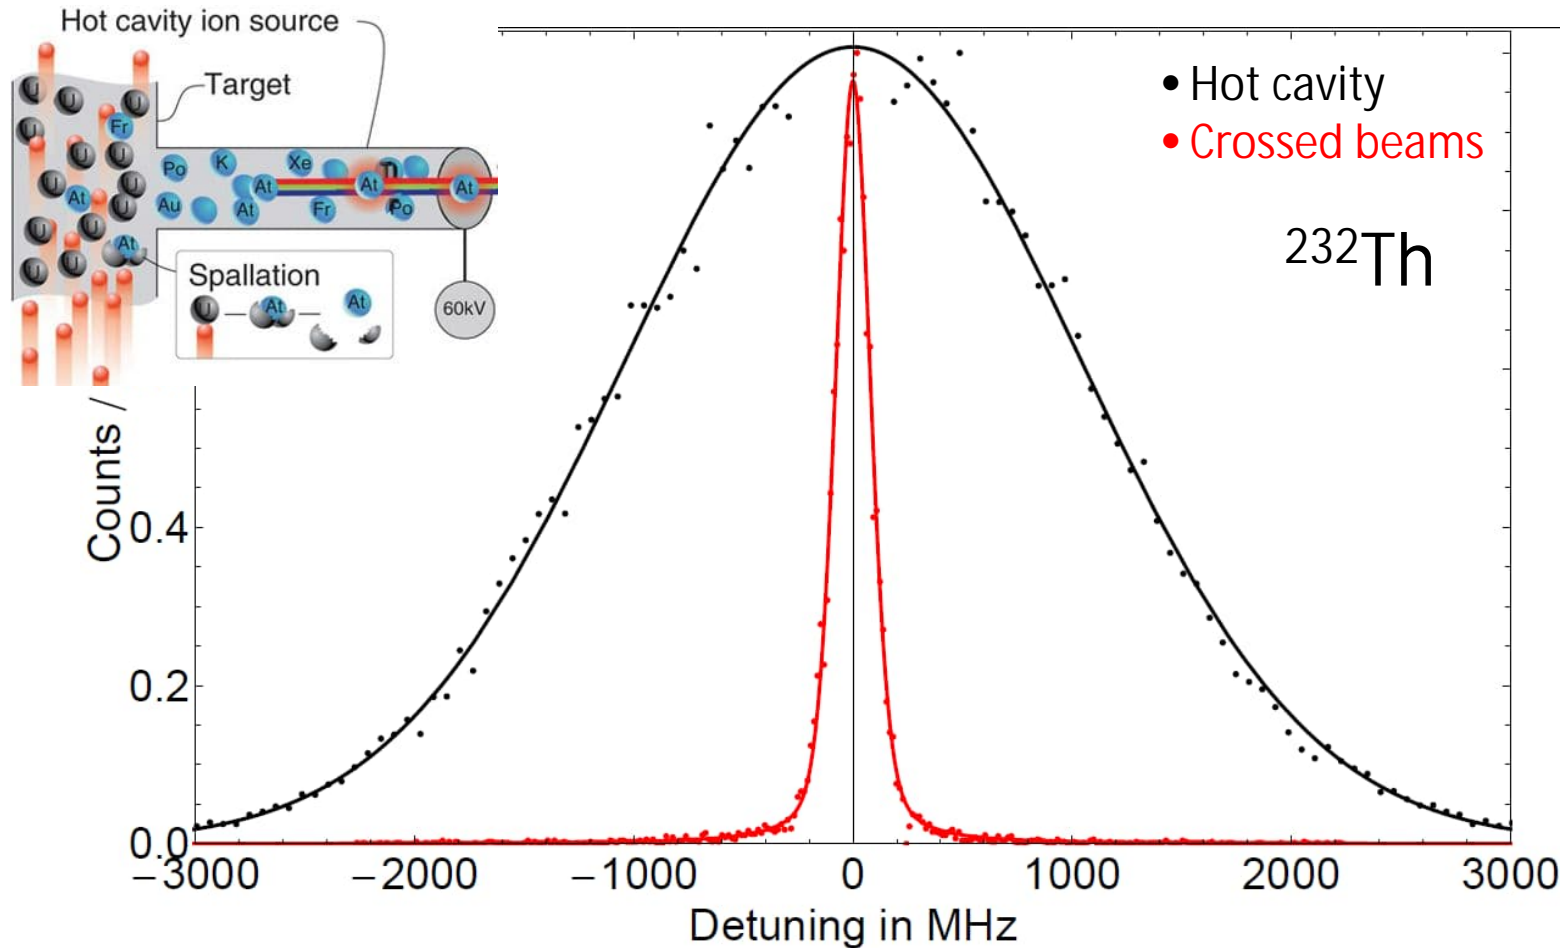 Hot cavity ion source
Target
U
U
U
Fr
U
U
U
U
At
U
U
U
At
U
U
Po
K
Xe
At
At
Au
At
Fr
Po
At
Spallation
U
At
At
60kV
• Hot cavity
• Crossed beams
²³²Th
Counts /
0.4
0.2
0.0
−3000
−2000
−1000
0
1000
2000
3000
Detuning in MHz